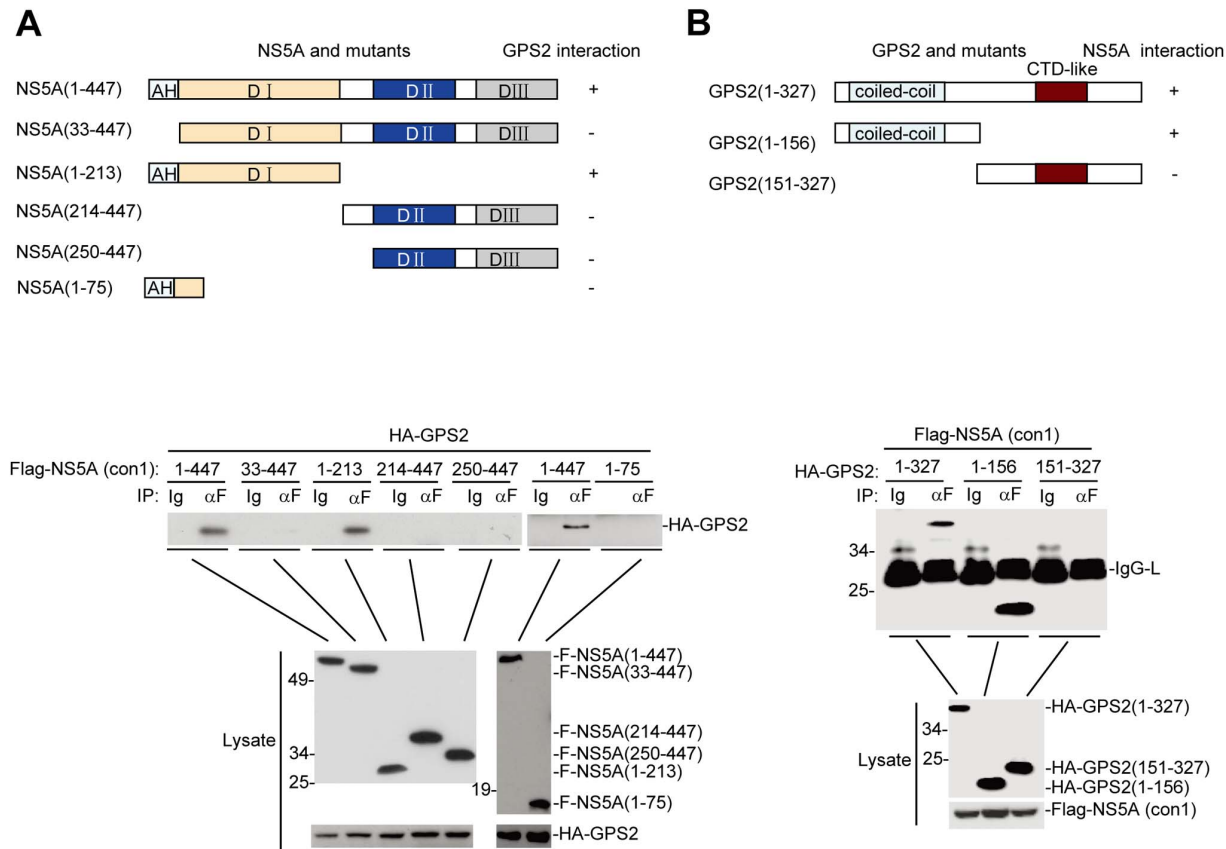 A
NS5A and mutants GPS2 interaction
NS5A(1-447) AH D I D II DIII +
NS5A(33-447) D I D II DIII -
NS5A(1-213) AH D I +
NS5A(214-447) D II DIII -
NS5A(250-447) D II DIII -
NS5A(1-75) AH -
HA-GPS2
Flag-NS5A (con1): 1-447 33-447 1-213 214-447 250-447 1-447 1-75
IP: Ig αF Ig αF Ig αF Ig αF Ig αF Ig αF Ig αF
-HA-GPS2
Lysate
49-
34-
25-
19-
-F-NS5A(1-447)
-F-NS5A(33-447)
-F-NS5A(214-447)
-F-NS5A(250-447)
-F-NS5A(1-213)
-F-NS5A(1-75)
-HA-GPS2
B
GPS2 and mutants NS5A interaction
CTD-like
GPS2(1-327) coiled-coil +
GPS2(1-156) coiled-coil +
GPS2(151-327) -
Flag-NS5A (con1)
HA-GPS2: 1-327 1-156 151-327
IP: Ig αF Ig αF Ig αF
34-
25-
-IgG-L
Lysate
34-
25-
-HA-GPS2(1-327)
-HA-GPS2(151-327)
-HA-GPS2(1-156)
-Flag-NS5A (con1)